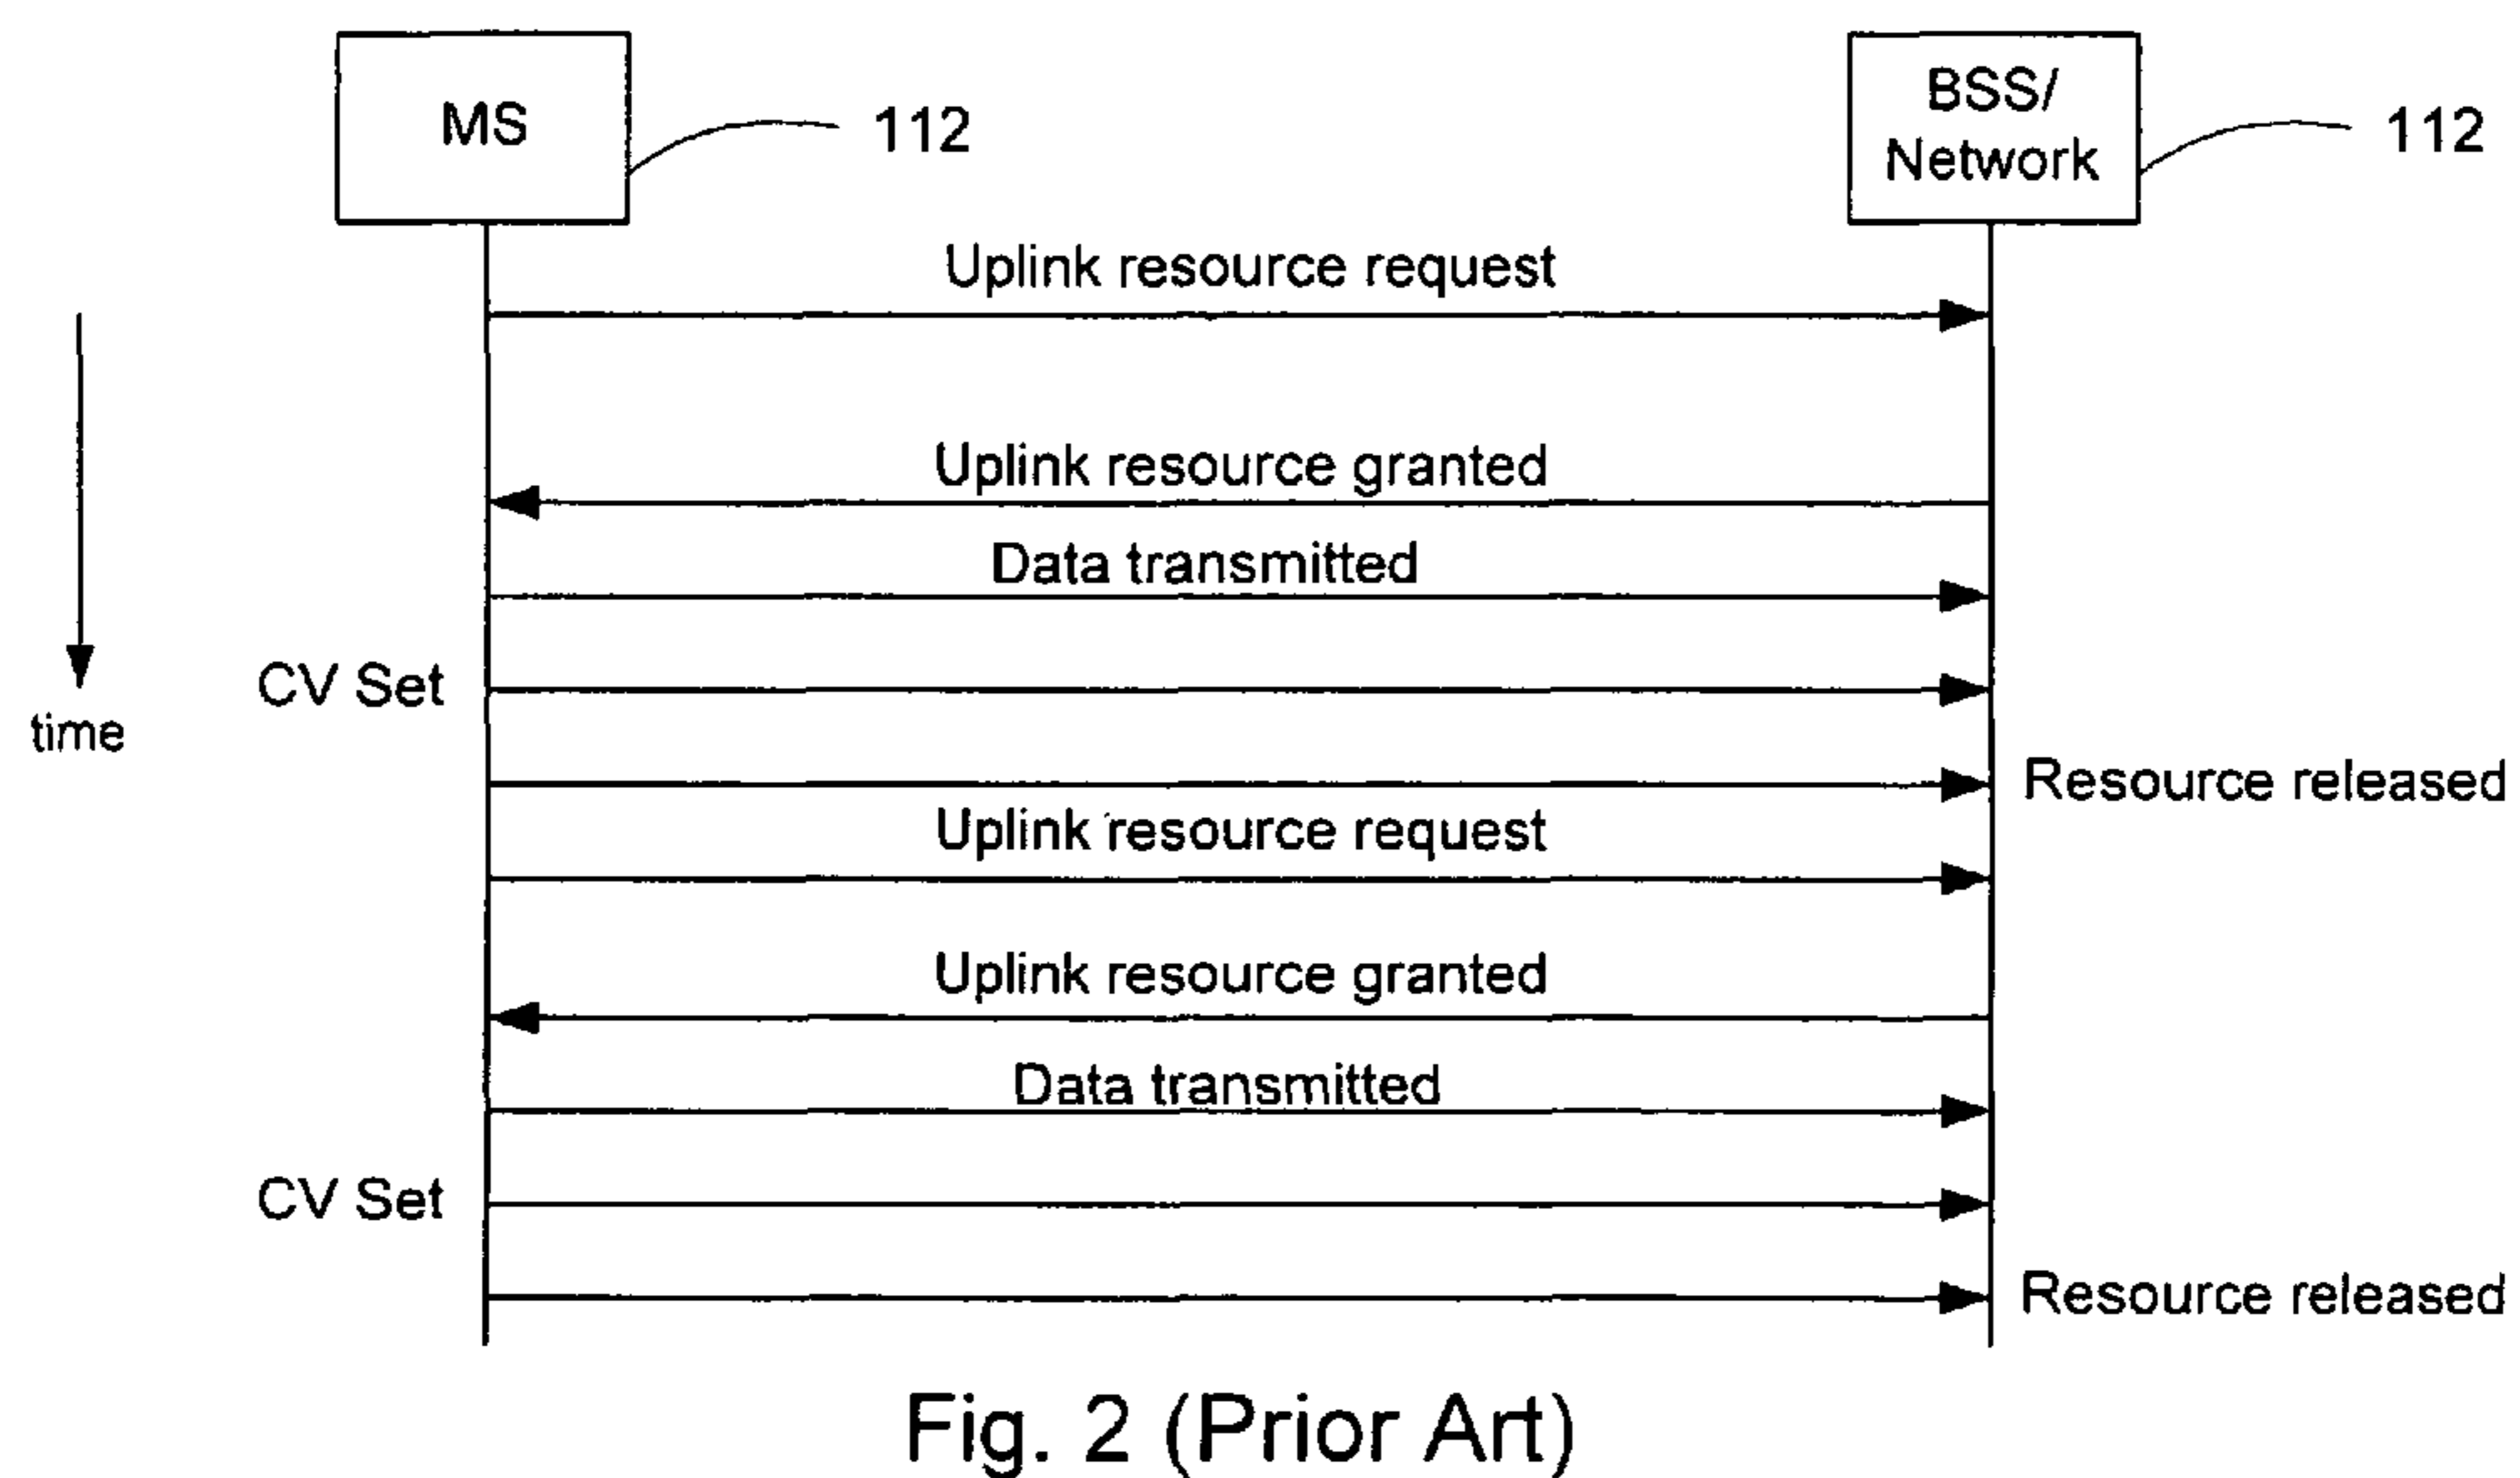 MS
112
BSS/
Network
112
Uplink resource request
Uplink resource granted
Data transmitted
CV Set
time
Resource released
Uplink resource request
Uplink resource granted
Data transmitted
CV Set
Resource released
Fig. 2 (Prior Art)